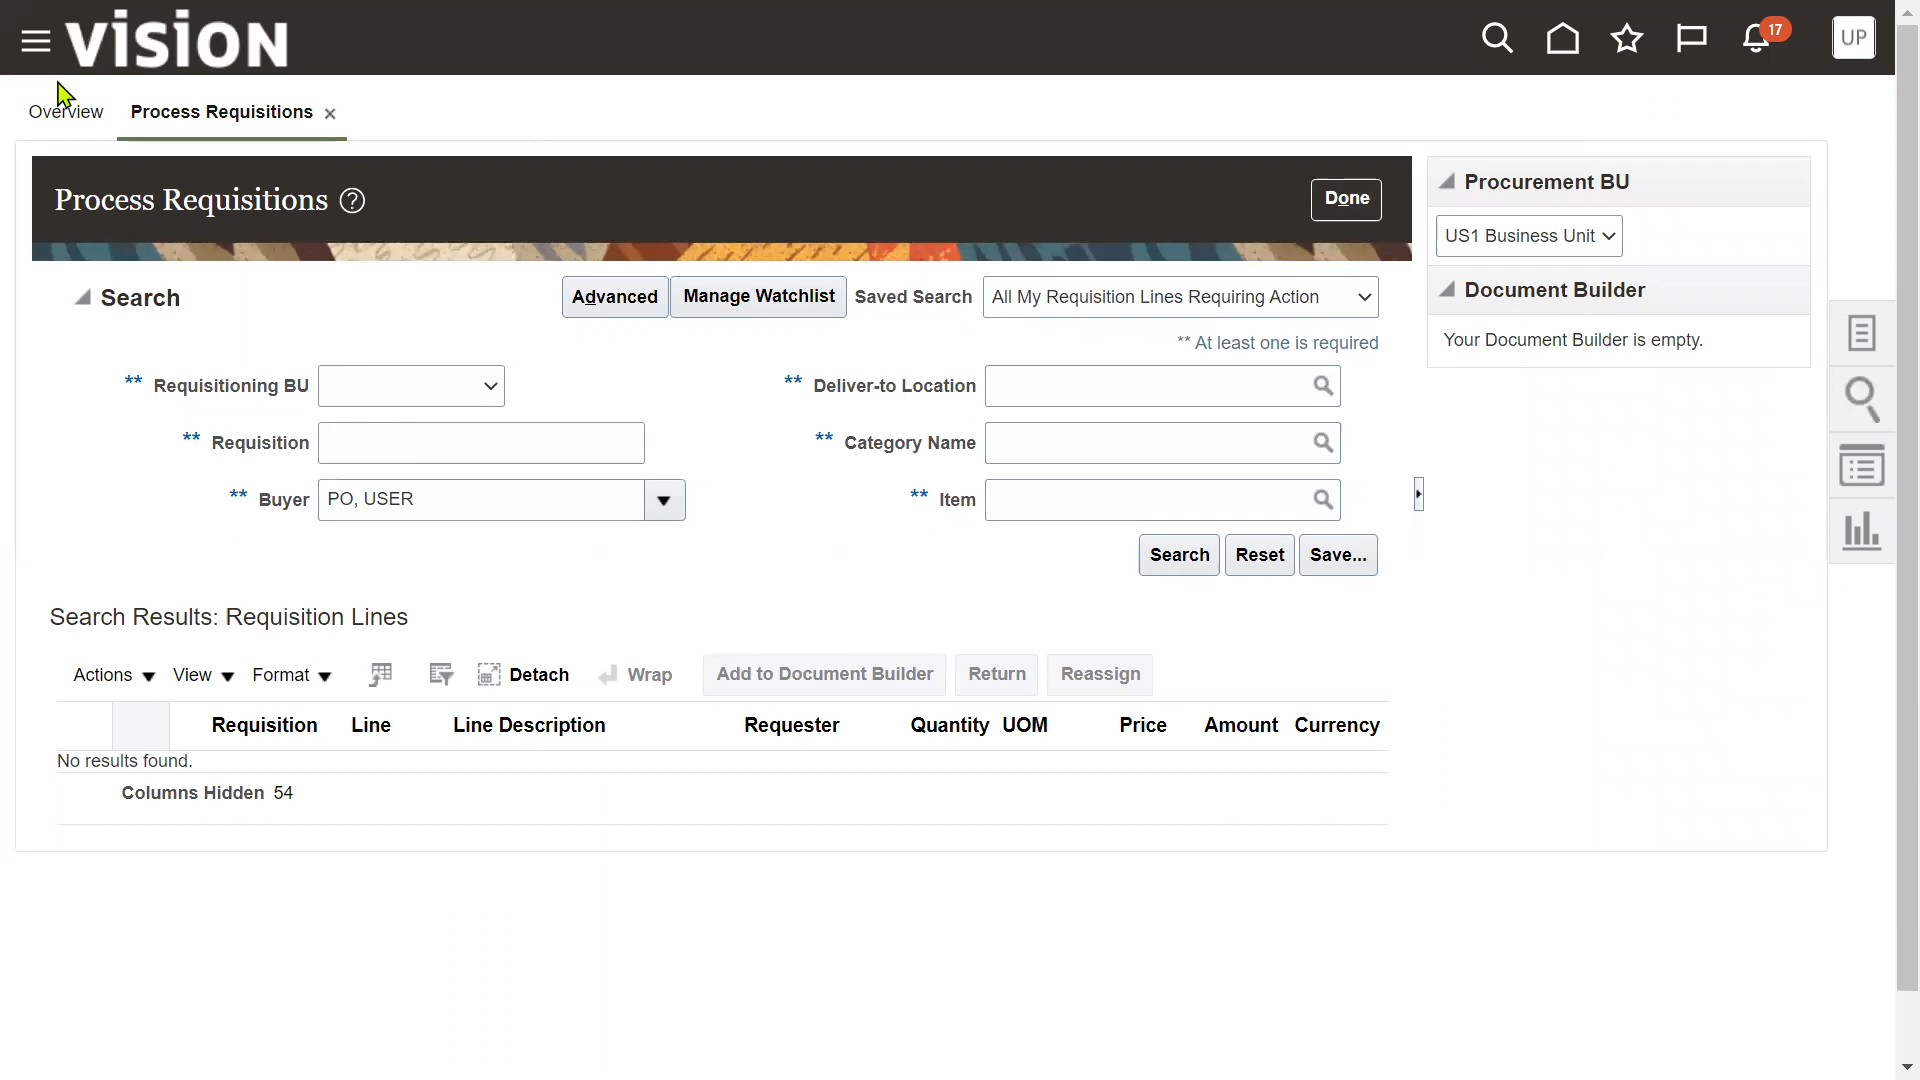 vision
17
UP
Overview
Process Requisitions ×
Process Requisitions ?
Done
Procurement BU
US1 Business Unit
Document Builder
Your Document Builder is empty.
Search
Advanced
Manage Watchlist
Saved Search
All My Requisition Lines Requiring Action
** At least one is required
** Requisitioning BU
** Deliver-to Location
** Requisition
** Category Name
** Buyer
PO, USER
** Item
Search
Reset
Save...
Search Results: Requisition Lines
Actions
View
Format
Detach
Wrap
Add to Document Builder
Return
Reassign
Requisition
Line
Line Description
Requester
Quantity
UOM
Price
Amount
Currency
No results found.
Columns Hidden 54